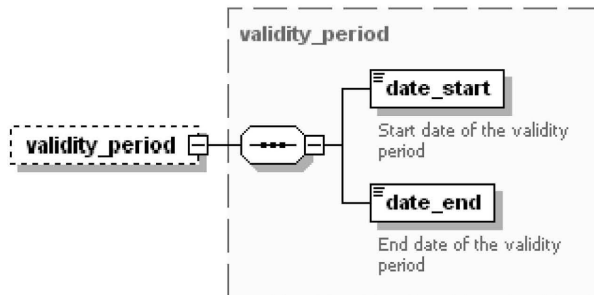 validity_period
validity_period
date_start
Start date of the validity
period
date_end
End date of the validity
period